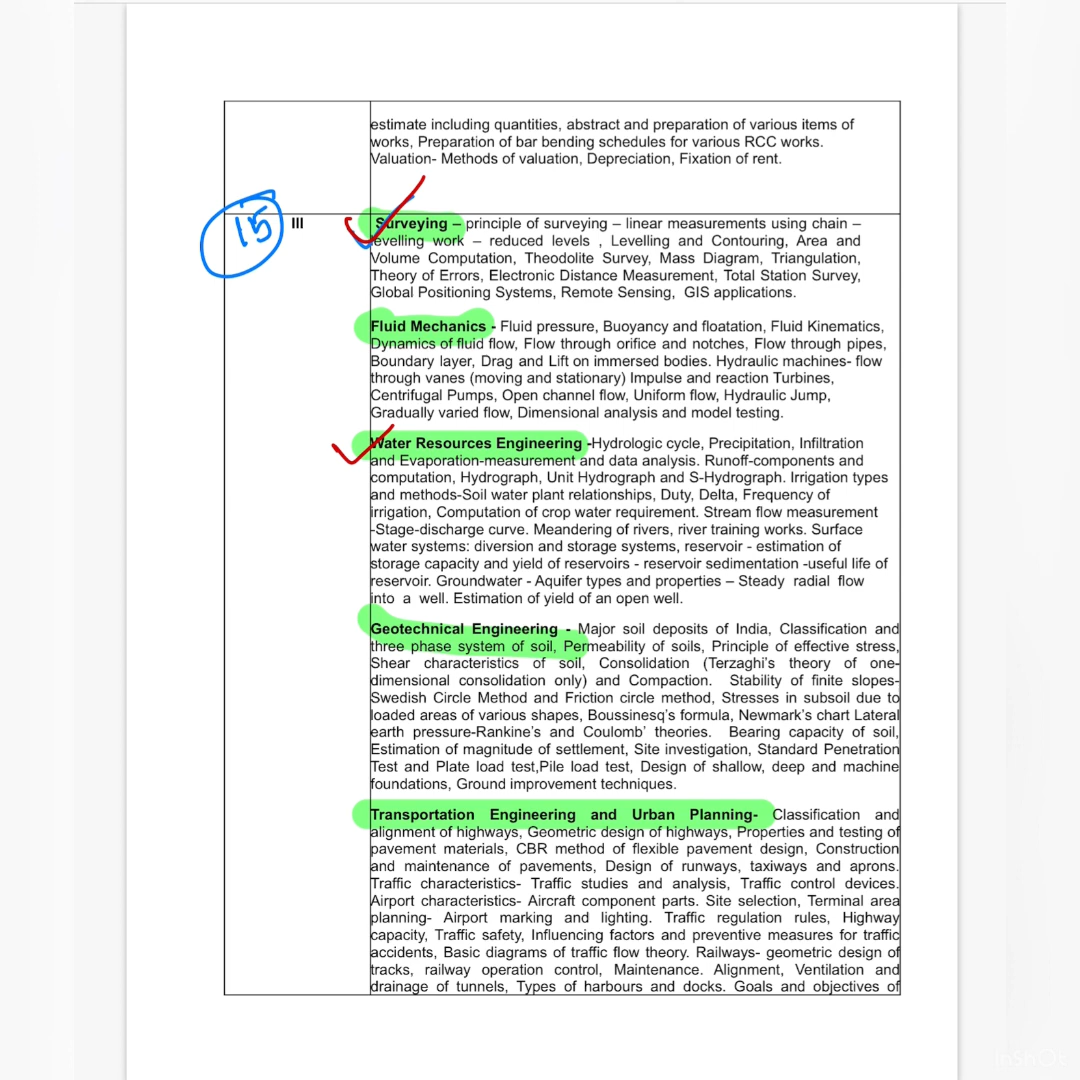 estimate including quantities, abstract and preparation of various items of
works, Preparation of bar bending schedules for various RCC works.
Valuation- Methods of valuation, Depreciation, Fixation of rent.
15
III
Surveying – principle of surveying – linear measurements using chain –
levelling work – reduced levels , Levelling and Contouring, Area and
Volume Computation, Theodolite Survey, Mass Diagram, Triangulation,
Theory of Errors, Electronic Distance Measurement, Total Station Survey,
Global Positioning Systems, Remote Sensing, GIS applications.
Fluid Mechanics - Fluid pressure, Buoyancy and floatation, Fluid Kinematics,
Dynamics of fluid flow, Flow through orifice and notches, Flow through pipes,
Boundary layer, Drag and Lift on immersed bodies. Hydraulic machines- flow
through vanes (moving and stationary) Impulse and reaction Turbines,
Centrifugal Pumps, Open channel flow, Uniform flow, Hydraulic Jump,
Gradually varied flow, Dimensional analysis and model testing.
Water Resources Engineering -Hydrologic cycle, Precipitation, Infiltration
and Evaporation-measurement and data analysis. Runoff-components and
computation, Hydrograph, Unit Hydrograph and S-Hydrograph. Irrigation types
and methods-Soil water plant relationships, Duty, Delta, Frequency of
irrigation, Computation of crop water requirement. Stream flow measurement
-Stage-discharge curve. Meandering of rivers, river training works. Surface
water systems: diversion and storage systems, reservoir - estimation of
storage capacity and yield of reservoirs - reservoir sedimentation -useful life of
reservoir. Groundwater - Aquifer types and properties – Steady radial flow
into a well. Estimation of yield of an open well.
Geotechnical Engineering - Major soil deposits of India, Classification and
three phase system of soil, Permeability of soils, Principle of effective stress,
Shear characteristics of soil, Consolidation (Terzaghi's theory of one-
dimensional consolidation only) and Compaction. Stability of finite slopes-
Swedish Circle Method and Friction circle method, Stresses in subsoil due to
loaded areas of various shapes, Boussinesq's formula, Newmark's chart Lateral
earth pressure-Rankine's and Coulomb' theories. Bearing capacity of soil,
Estimation of magnitude of settlement, Site investigation, Standard Penetration
Test and Plate load test,Pile load test, Design of shallow, deep and machine
foundations, Ground improvement techniques.
Transportation Engineering and Urban Planning- Classification and
alignment of highways, Geometric design of highways, Properties and testing of
pavement materials, CBR method of flexible pavement design, Construction
and maintenance of pavements, Design of runways, taxiways and aprons.
Traffic characteristics- Traffic studies and analysis, Traffic control devices.
Airport characteristics- Aircraft component parts. Site selection, Terminal area
planning- Airport marking and lighting. Traffic regulation rules, Highway
capacity, Traffic safety, Influencing factors and preventive measures for traffic
accidents, Basic diagrams of traffic flow theory. Railways- geometric design of
tracks, railway operation control, Maintenance. Alignment, Ventilation and
drainage of tunnels, Types of harbours and docks. Goals and objectives of